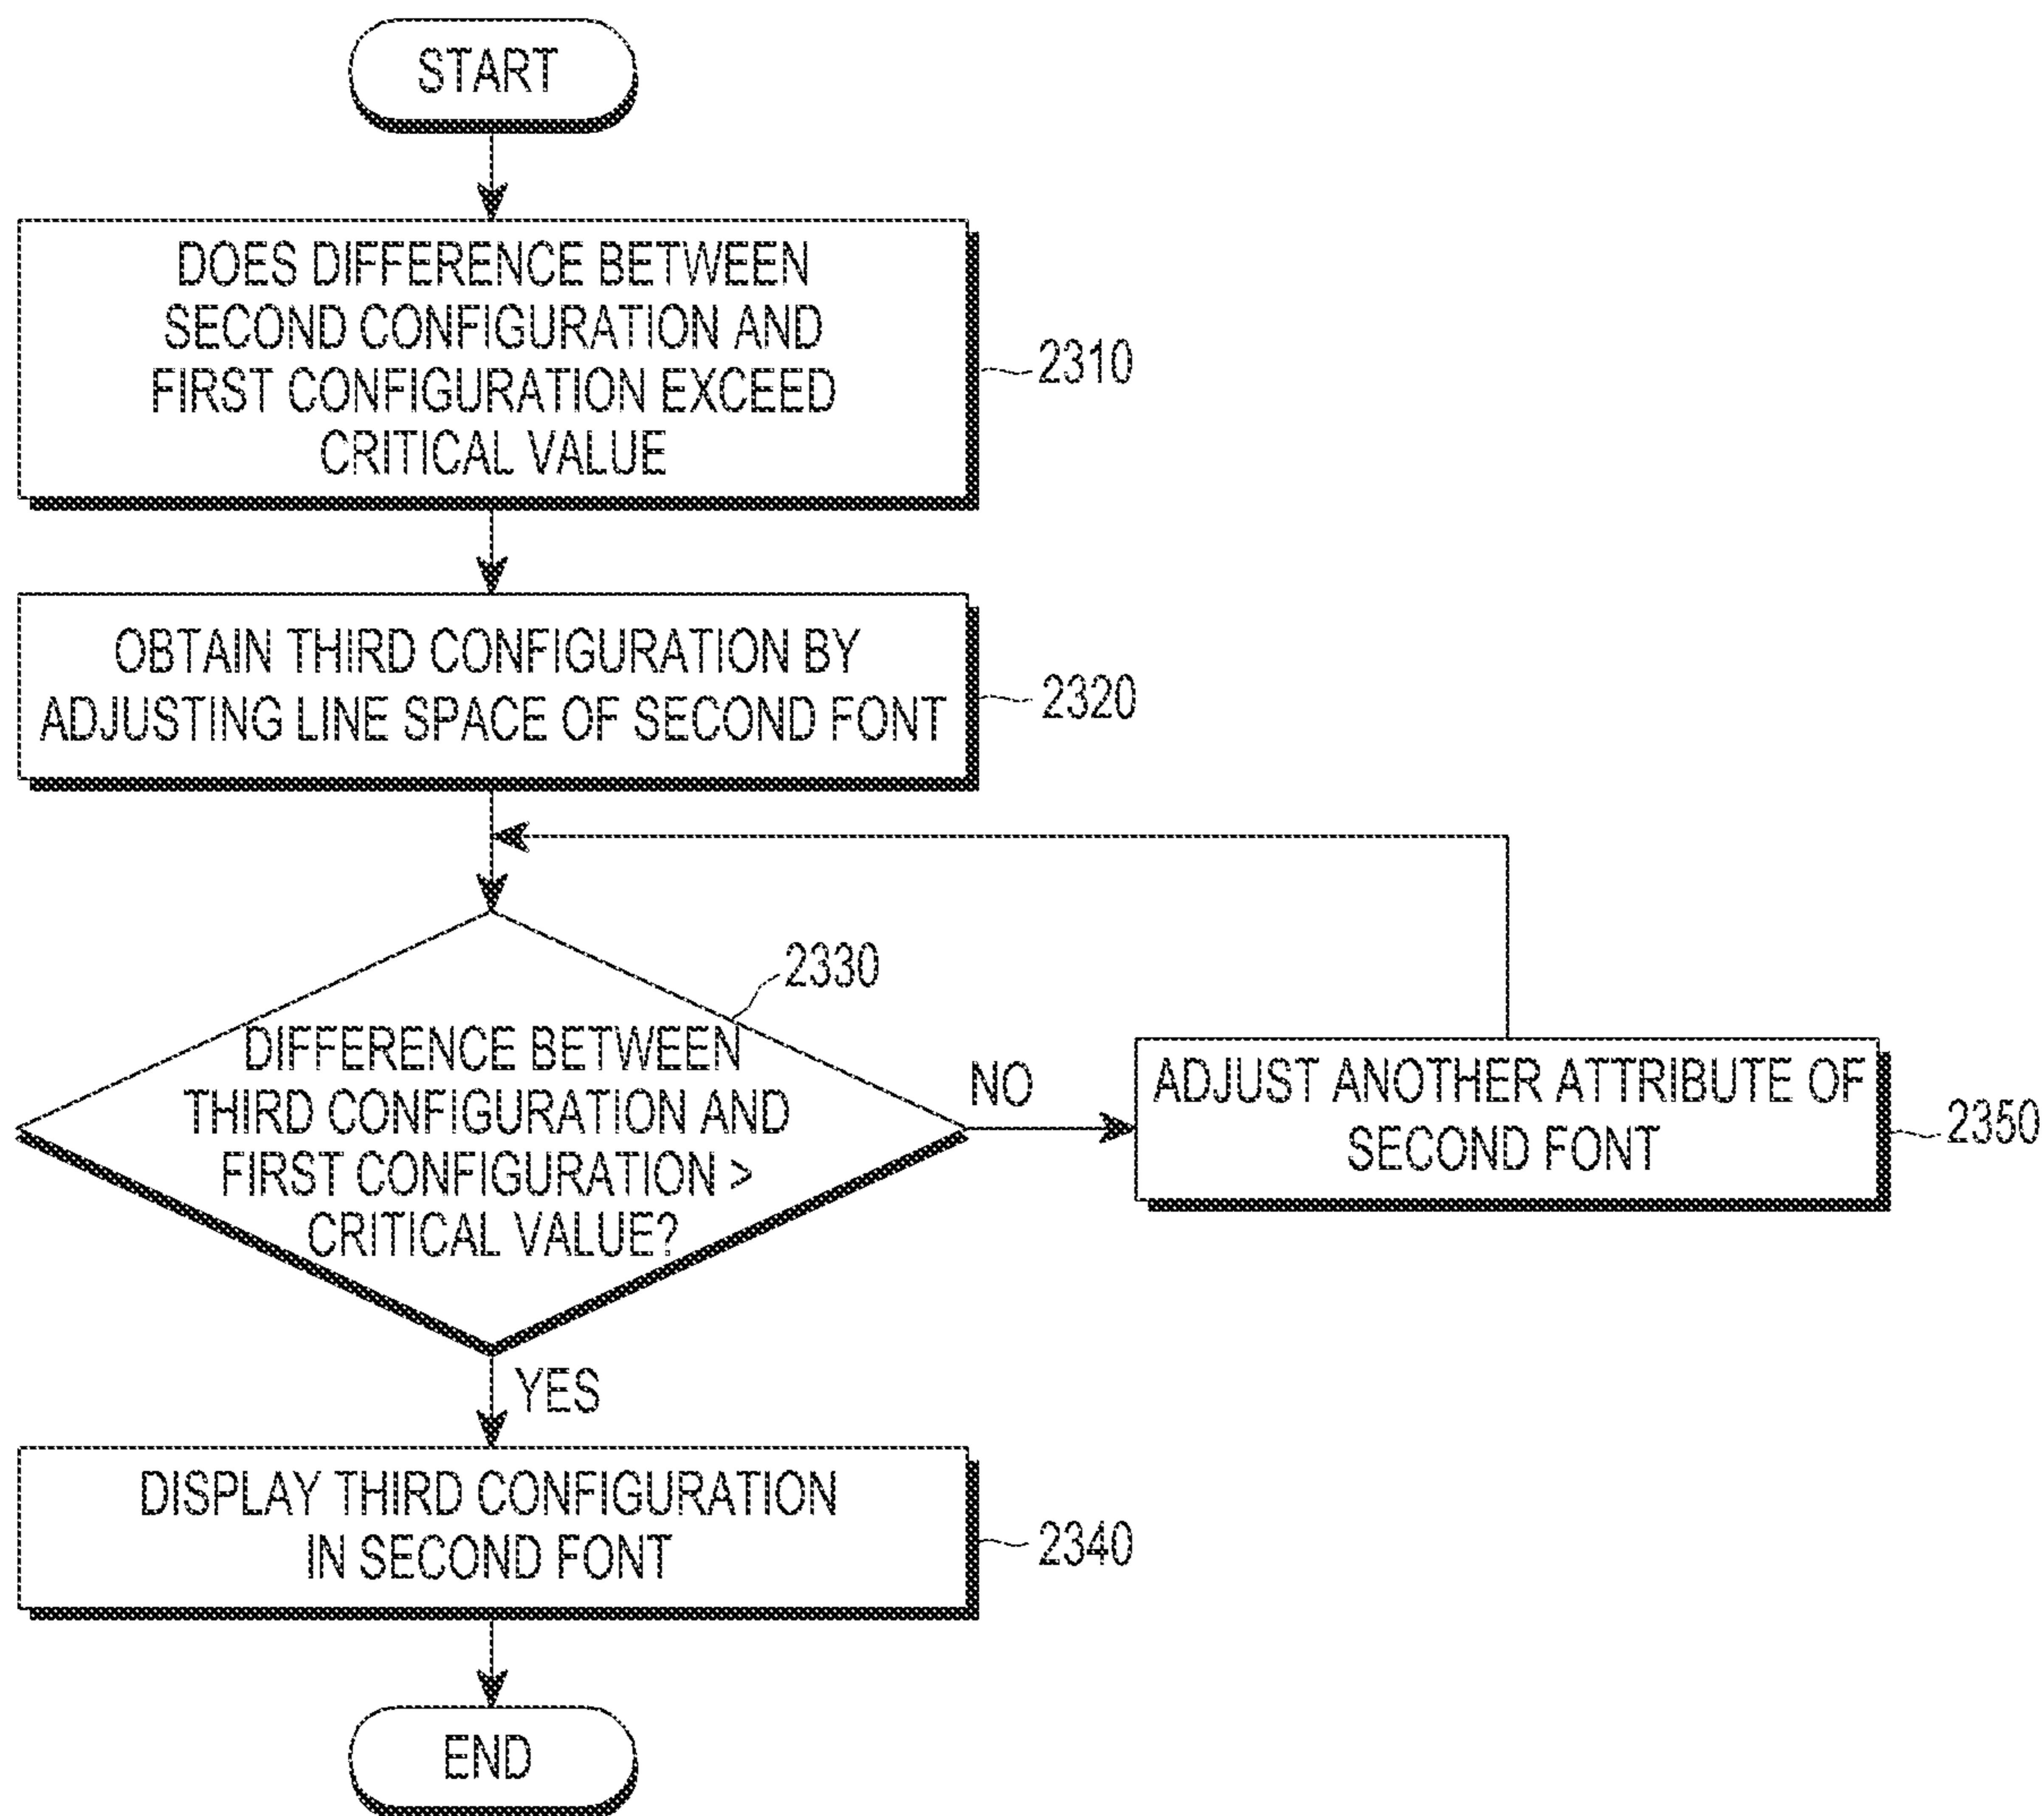 START
DOES DIFFERENCE BETWEEN
SECOND CONFIGURATION AND
FIRST CONFIGURATION EXCEED
CRITICAL VALUE
2310
OBTAIN THIRD CONFIGURATION BY
ADJUSTING LINE SPACE OF SECOND FONT
2320
2330
DIFFERENCE BETWEEN
THIRD CONFIGURATION AND
FIRST CONFIGURATION >
CRITICAL VALUE?
NO
ADJUST ANOTHER ATTRIBUTE OF
SECOND FONT
2350
YES
DISPLAY THIRD CONFIGURATION
IN SECOND FONT
2340
END